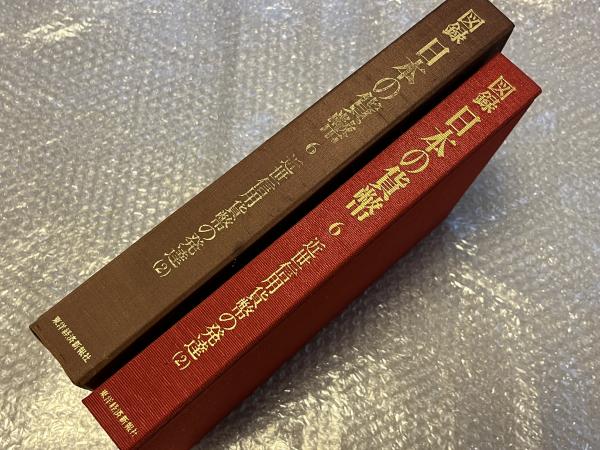 図録
日本の貨幣
6
近世信用貨幣の発達(2)
東洋経済新報社
図録
日本の貨幣
6
近世信用貨幣の発達(2)
東洋経済新報社